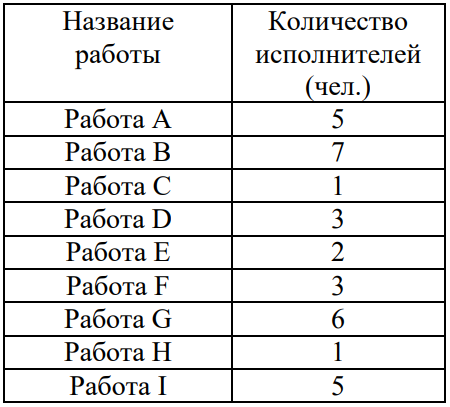 Название Количество
работы исполнителей
(чел.)
Работа A 5
Работа B 7
Работа C 1
Работа D 3
Работа E 2
Работа F 3
Работа G 6
Работа H 1
Работа I 5